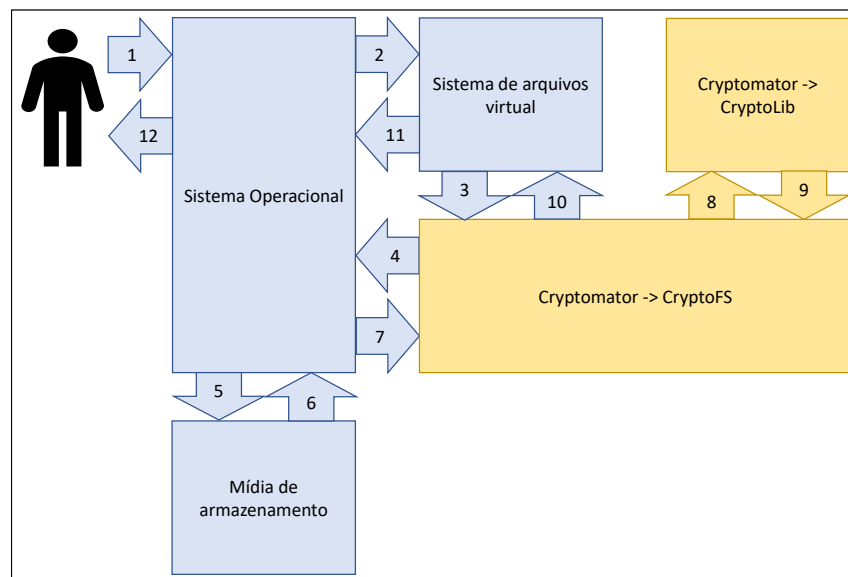 1
2
Sistema de arquivos
virtual
Cryptomator ->
CryptoLib
12
11
Sistema Operacional
3
10
8
9
4
Cryptomator -> CryptoFS
7
5
6
Mídia de
armazenamento